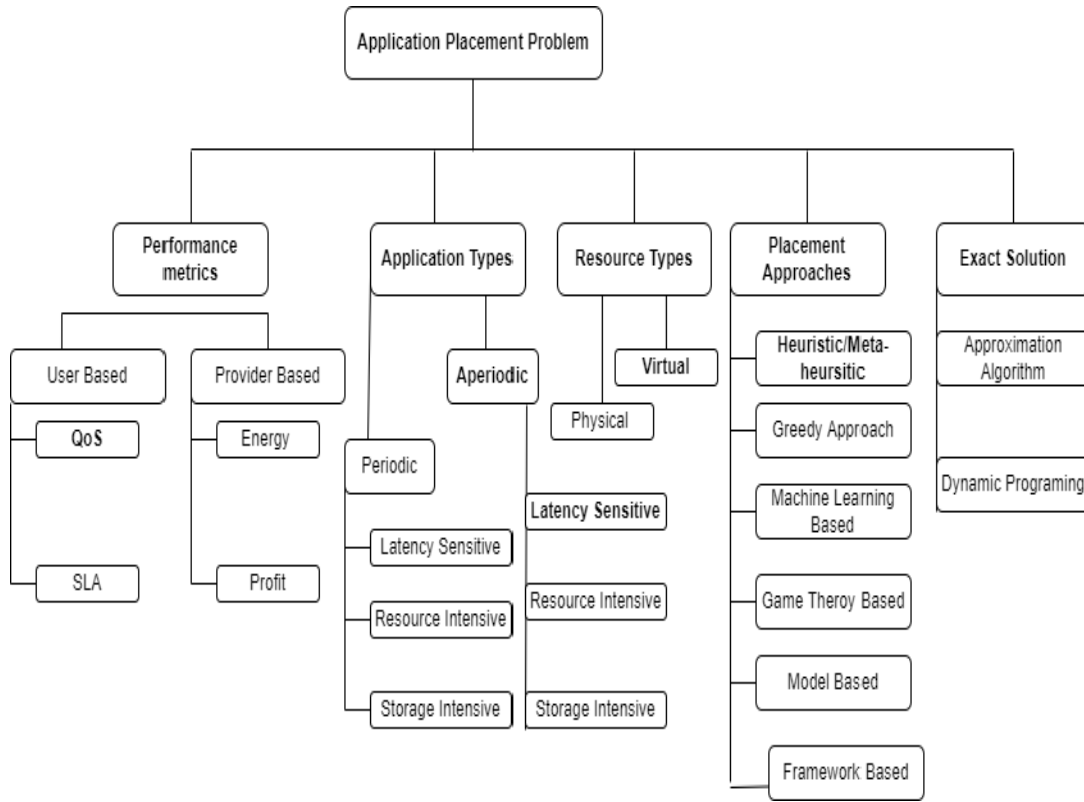 Application Placement Problem
Performance
metrics
Application Types
Resource Types
Placement
Approaches
Exact Solution
User Based
Provider Based
Aperiodic
Virtual
Heuristic/Meta-
heursitic
Approximation
Algorithm
QoS
Energy
Periodic
Physical
Greedy Approach
Latency Sensitive
Latency Sensitive
Machine Learning
Based
Dynamic Programing
SLA
Profit
Resource Intensive
Resource Intensive
Game Theroy Based
Storage Intensive
Storage Intensive
Model Based
Framework Based